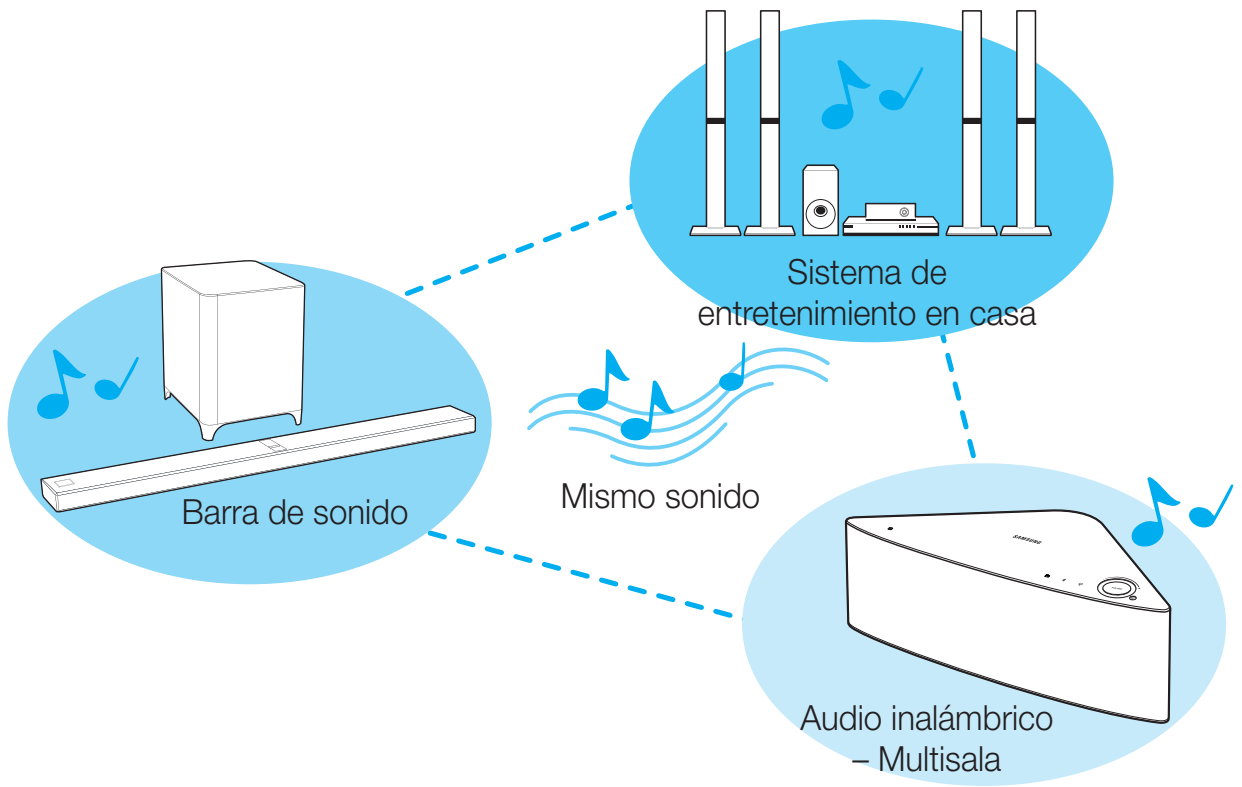 Sistema de
entretenimiento en casa
Barra de sonido
Mismo sonido
SAMSUNG
Audio inalámbrico
– Multisala